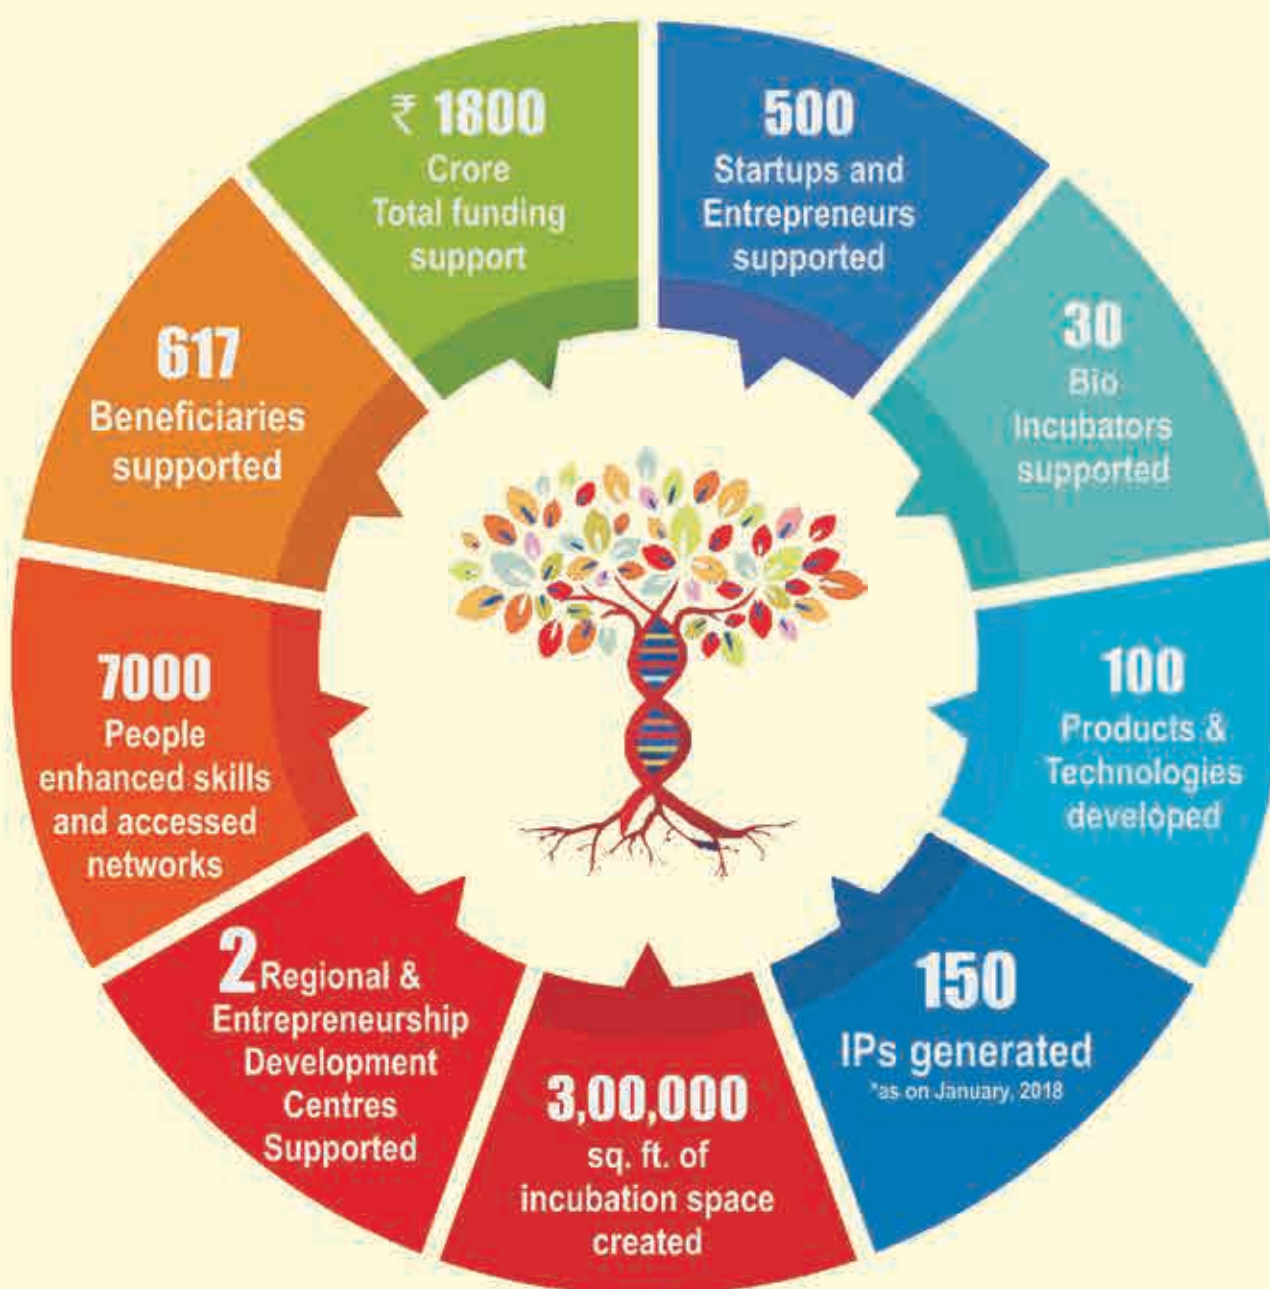 ₹ 1800
Crore
Total funding
support
500
Startups and
Entrepreneurs
supported
30
Bio
Incubators
supported
100
Products &
Technologies
developed
150
IPs generated
*as on January, 2018
3,00,000
sq. ft. of
incubation space
created
2 Regional &
Entrepreneurship
Development
Centres
Supported
7000
People
enhanced skills
and accessed
networks
617
Beneficiaries
supported